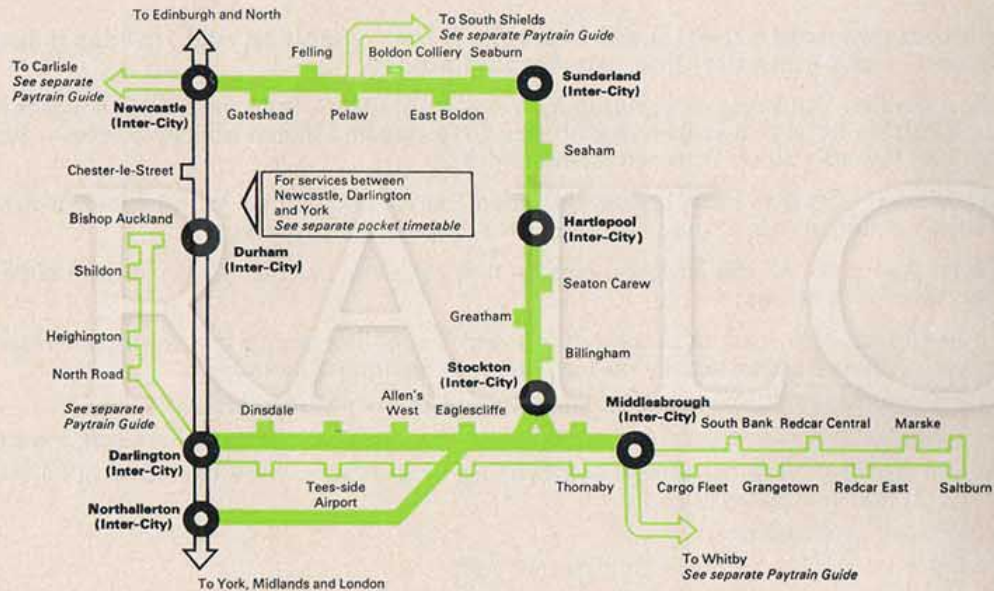 To Edinburgh and North
To South Shields
See separate Paytrain Guide
To Carlisle
See separate
Paytrain Guide
Felling
Boldon Colliery
Seaburn
Newcastle
(Inter-City)
Sunderland
(Inter-City)
Gateshead
Pelaw
East Boldon
Chester-le-Street
Seaham
For services between
Newcastle, Darlington
and York
See separate pocket timetable
Bishop Auckland
Durham
(Inter-City)
Hartlepool
(Inter-City)
Shildon
Seaton Carew
Greatham
Heighington
Billingham
North Road
Stockton
(Inter-City)
See separate
Paytrain Guide
Dinsdale
Allen's
West
Eaglescliffe
Middlesbrough
(Inter-City)
South Bank
Redcar Central
Marske
Darlington
(Inter-City)
Tees-side
Airport
Thornaby
Cargo Fleet
Grangetown
Redcar East
Saltburn
Northallerton
(Inter-City)
To Whitby
See separate Paytrain Guide
To York, Midlands and London
RAILC